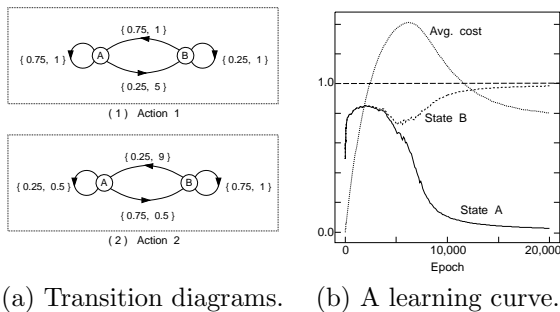 { 0.75, 1 }
{ 0.75, 1 }
A
B
{ 0.25, 1 }
{ 0.25, 5 }
( 1 ) Action 1
{ 0.25, 9 }
{ 0.25, 0.5 }
A
B
{ 0.75, 1 }
{ 0.75, 0.5 }
(2) Action 2
(a) Transition diagrams.
Avg. cost
1.0
State B
State A
0.0
0
10,000
20,000
Epoch
(b) A learning curve.